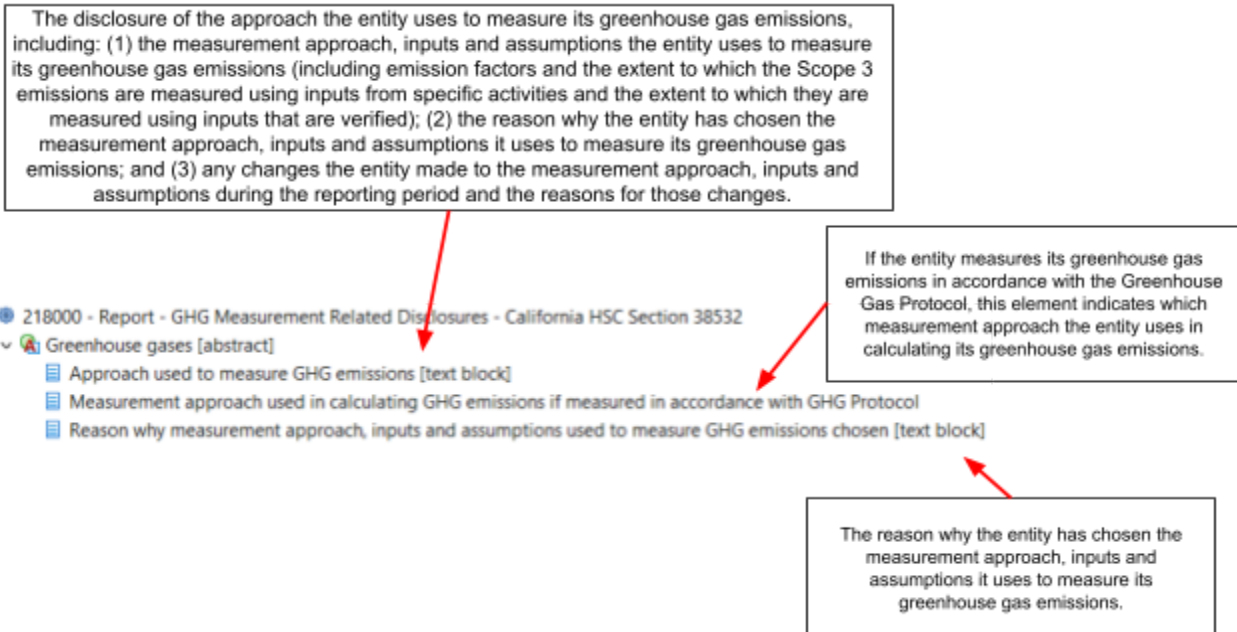 The disclosure of the approach the entity uses to measure its greenhouse gas emissions,
including: (1) the measurement approach, inputs and assumptions the entity uses to measure
its greenhouse gas emissions (including emission factors and the extent to which the Scope 3
emissions are measured using inputs from specific activities and the extent to which they are
measured using inputs that are verified); (2) the reason why the entity has chosen the
measurement approach, inputs and assumptions it uses to measure its greenhouse gas
emissions; and (3) any changes the entity made to the measurement approach, inputs and
assumptions during the reporting period and the reasons for those changes.
If the entity measures its greenhouse gas
emissions in accordance with the Greenhouse
Gas Protocol, this element indicates which
measurement approach the entity uses in
calculating its greenhouse gas emissions.
218000 - Report - GHG Measurement Related Disclosures - California HSC Section 38532
Greenhouse gases [abstract]
Approach used to measure GHG emissions [text block]
Measurement approach used in calculating GHG emissions if measured in accordance with GHG Protocol
Reason why measurement approach, inputs and assumptions used to measure GHG emissions chosen [text block]
The reason why the entity has chosen the
measurement approach, inputs and
assumptions it uses to measure its
greenhouse gas emissions.